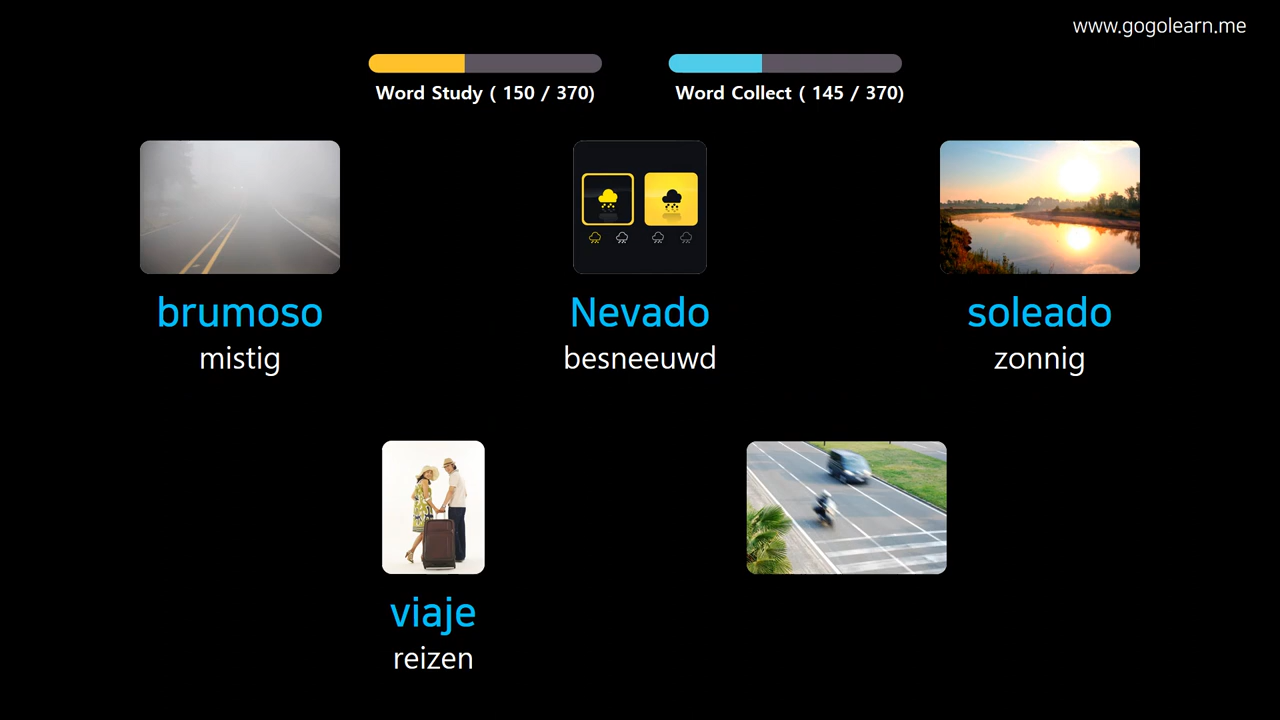 www.gogolearn.me
Word Study ( 150 / 370)
Word Collect ( 145 / 370)
brumoso
mistig
Nevado
besneeuwd
soleado
zonnig
viaje
reizen